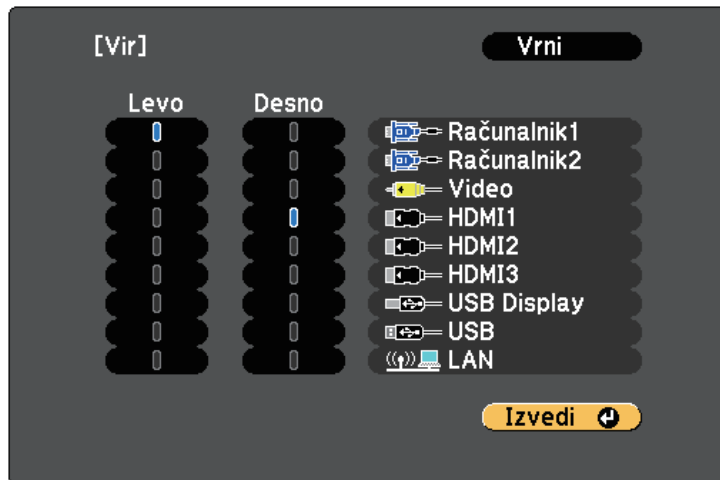 [Vir] Vrni
Levo Desno
Računalnik1
Računalnik2
Video
HDMI1
HDMI2
HDMI3
USB Display
USB
LAN
Izvedi